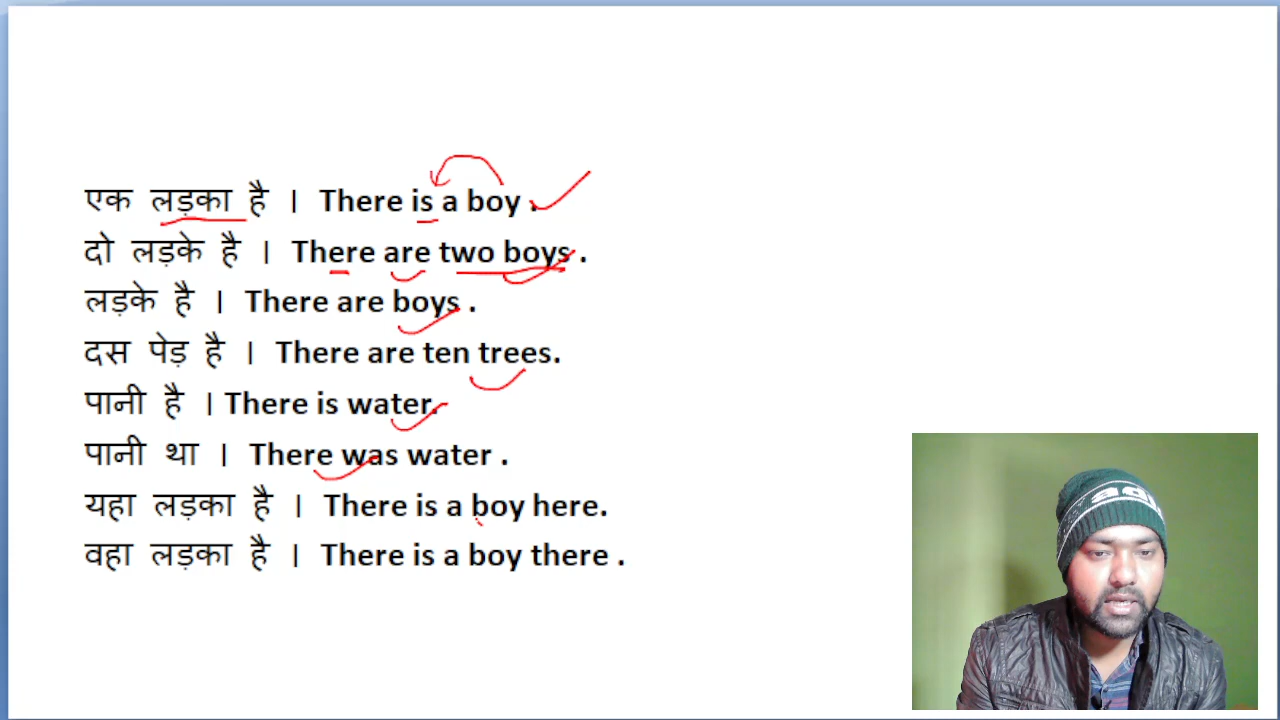 एक लड़का है । There is a boy .
दो लड़के है । There are two boys .
लड़के है । There are boys .
दस पेड़ है । There are ten trees.
पानी है । There is water.
पानी था । There was water .
यहा लड़का है । There is a boy here.
वहा लड़का है । There is a boy there .